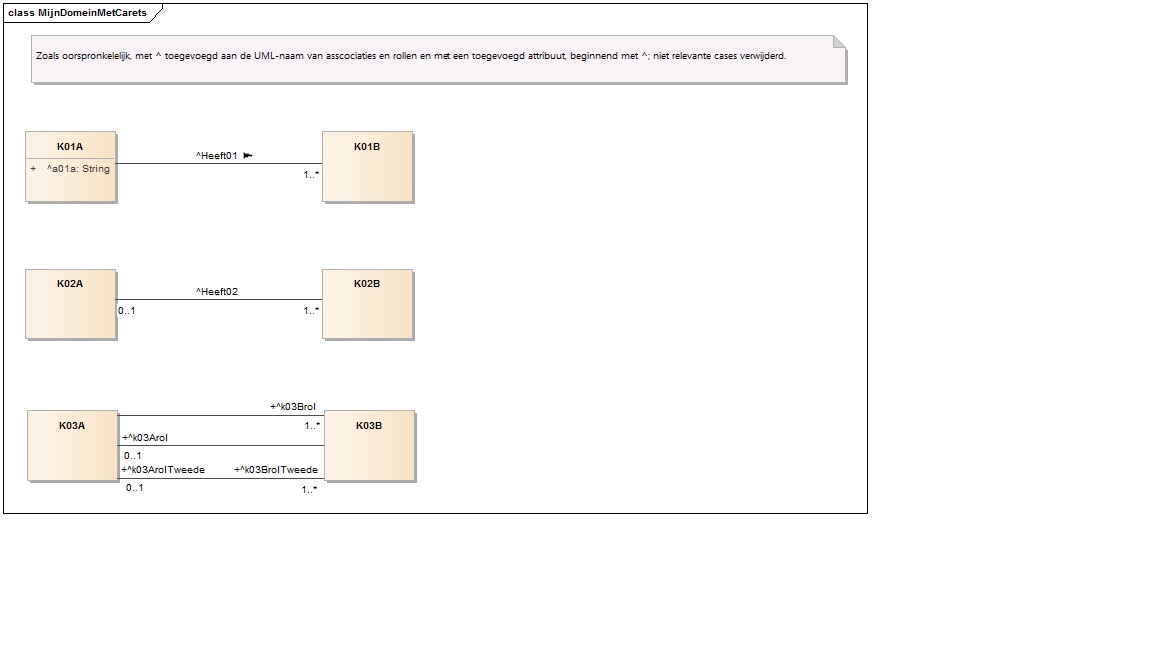 class MijnDomeinMetCarets
Zoals oorspronkelelijk, met ^ toegevoegd aan de UML-naam van asscociaties en rollen en met een toegevoegd attribuut, beginnend met ^; niet relevante cases verwijderd.
K01A
+ ^a01a: String
^Heeft01
1..*
K01B
K02A
^Heeft02
0..1
1..*
K02B
K03A
+^k03Brol
1..*
K03B
+^k03Arol
0..1
+^k03ArolTweede
+^k03BrolTweede
0..1
1..*